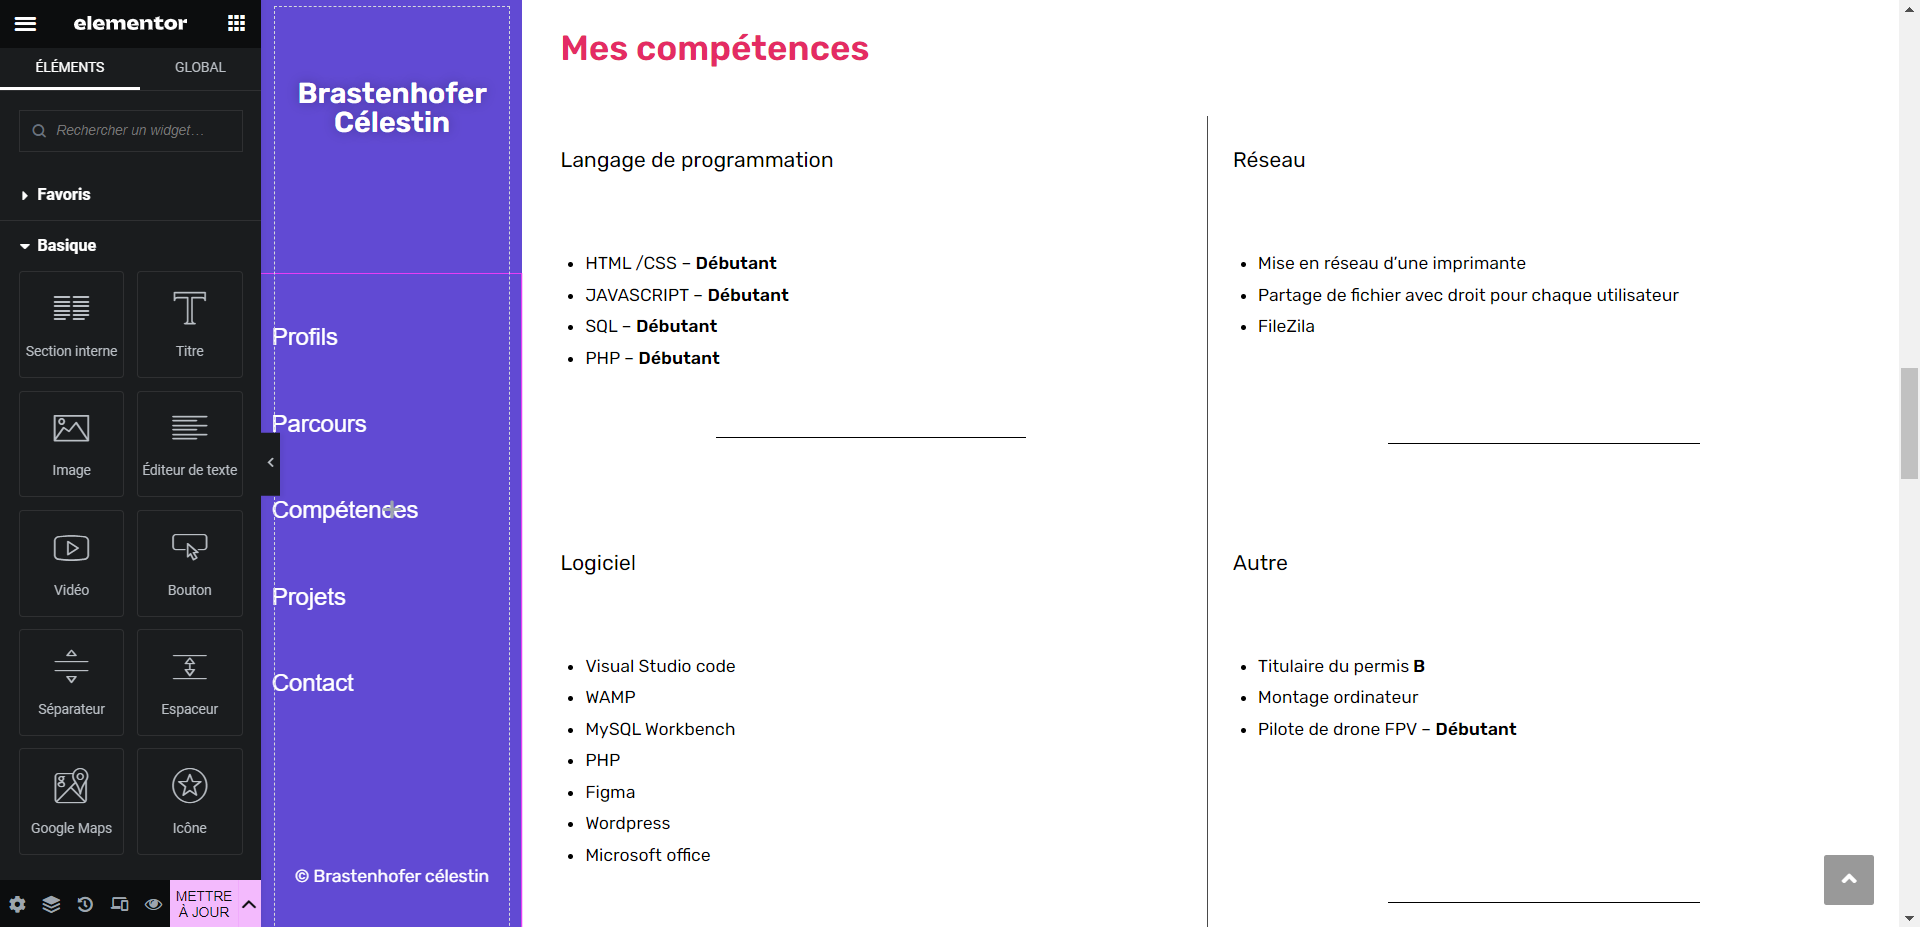 elementor
ÉLÉMENTS
GLOBAL
Rechercher un widget...
Favoris
Basique
Section interne
Titre
Image
Éditeur de texte
Vidéo
Bouton
Séparateur
Espaceur
Google Maps
Icône
METTRE
À JOUR
Brastenhofer
Célestin
Profils
Parcours
Compétences
Projets
Contact
© Brastenhofer célestin
Mes compétences
Langage de programmation
HTML /CSS – Débutant
JAVASCRIPT – Débutant
SQL – Débutant
PHP – Débutant
Réseau
Mise en réseau d’une imprimante
Partage de fichier avec droit pour chaque utilisateur
FileZila
Logiciel
Visual Studio code
WAMP
MySQL Workbench
PHP
Figma
Wordpress
Microsoft office
Autre
Titulaire du permis B
Montage ordinateur
Pilote de drone FPV – Débutant